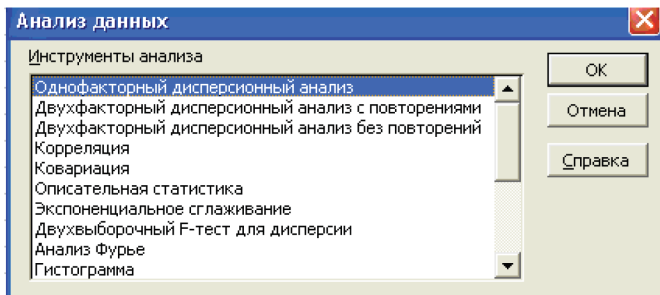 Анализ данных
Инструменты анализа
Однофакторный дисперсионный анализ
Двухфакторный дисперсионный анализ с повторениями
Двухфакторный дисперсионный анализ без повторений
Корреляция
Ковариация
Описательная статистика
Экспоненциальное сглаживание
Двухвыборочный F-тест для дисперсии
Анализ Фурье
Гистограмма
ОК
Отмена
Справка